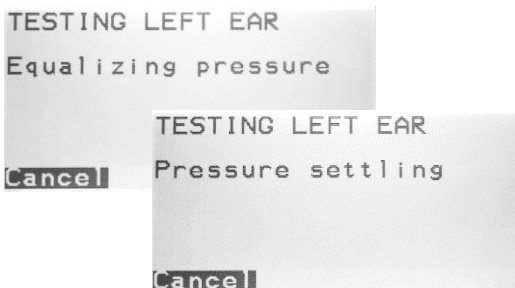 TESTING LEFT EAR
Equalizing pressure
Cancel
TESTING LEFT EAR
Pressure settling
Cancel